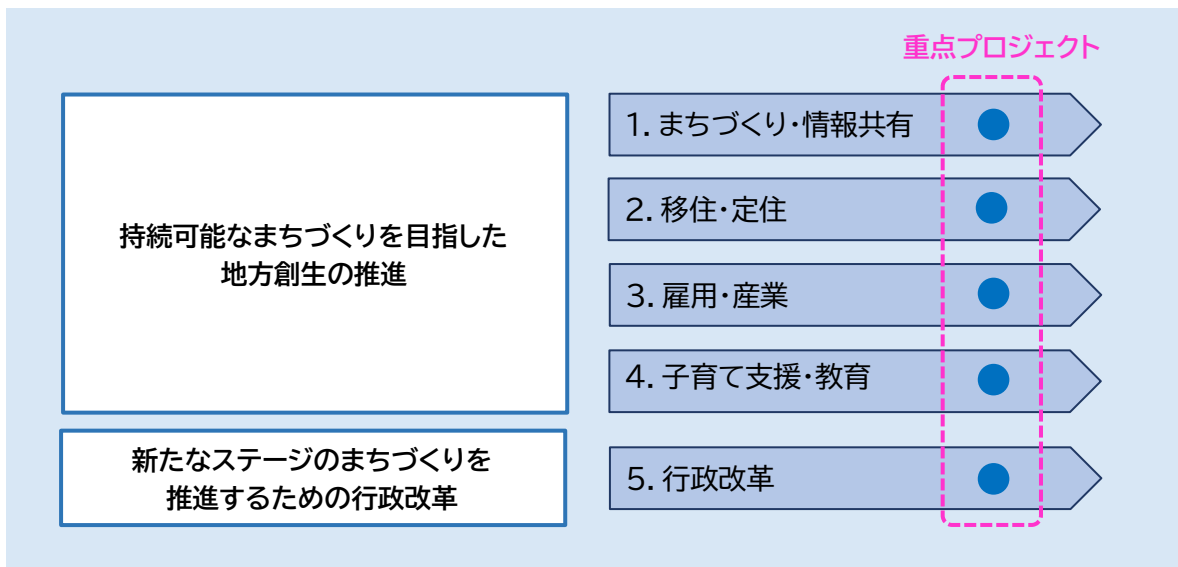 重点プロジェクト
持続可能なまちづくりを目指した
地方創生の推進
1. まちづくり・情報共有
2. 移住・定住
3. 雇用・産業
4. 子育て支援・教育
新たなステージのまちづくりを
推進するための行政改革
5. 行政改革